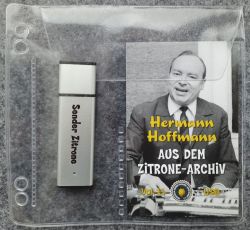 Sender Zitrone
Hermann
Hoffmann
AUS DEM
ZiTRONE-ARCHiV